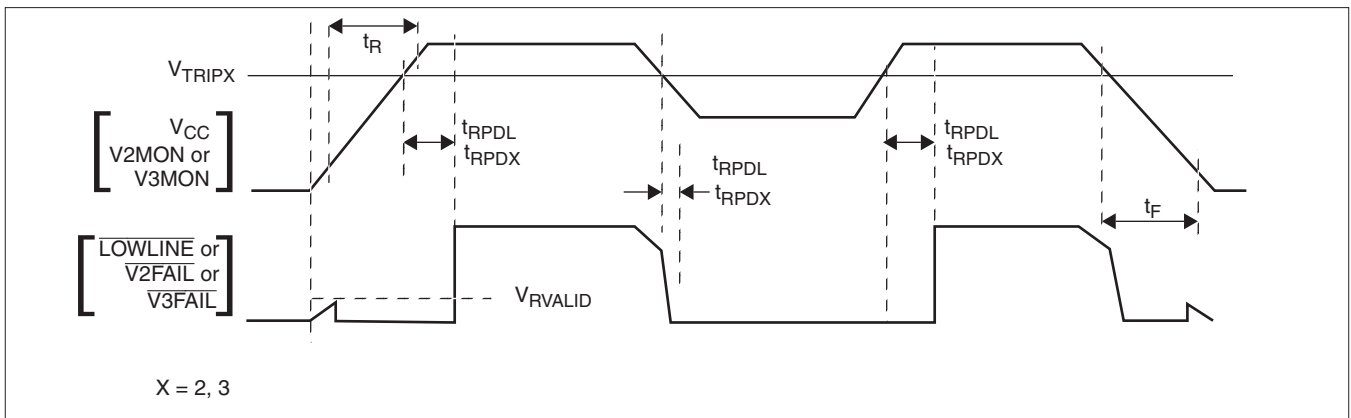 tR
VTRIPX
VCC
V2MON or
V3MON
tRPDL
tRPDX
tRPDL
tRPDX
tRPDL
tRPDX
tF
LOWLINE or
V2FAIL or
V3FAIL
VRVALID
X = 2, 3